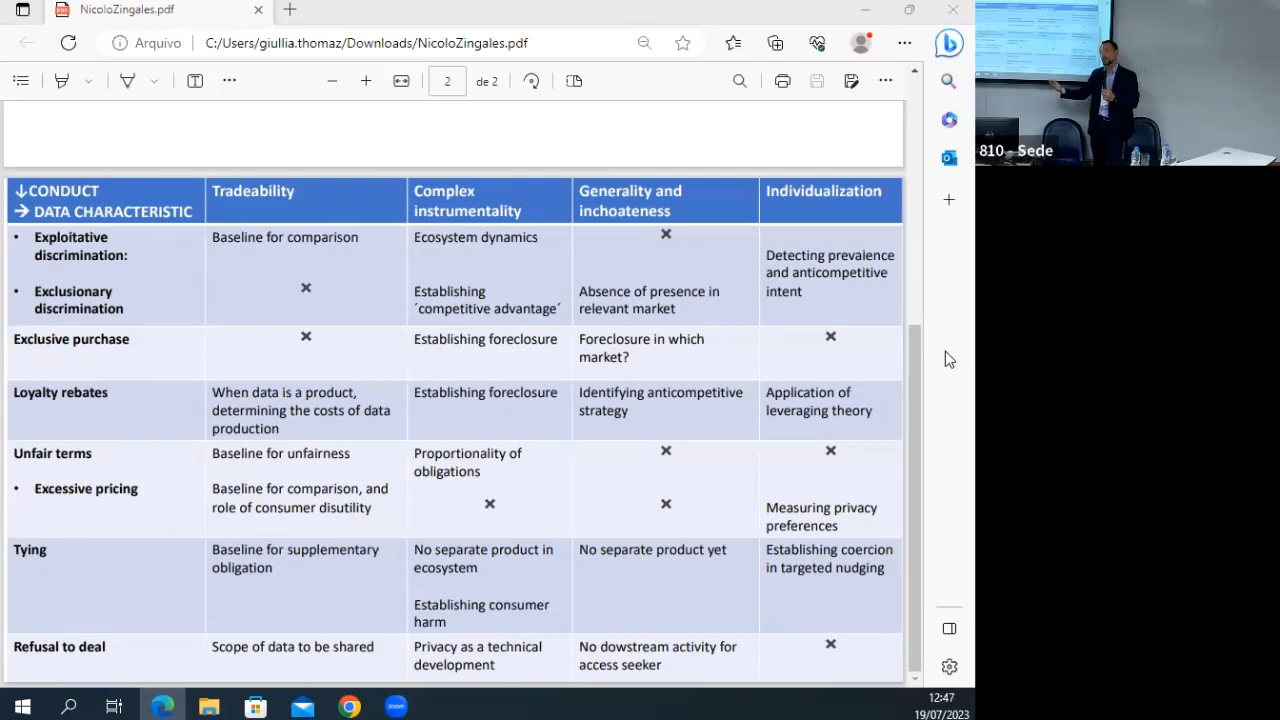 NicoloZingales.pdf
Arquivo
C:/Users/giullia.thomaz/Downloads/NicoloZingales.pdf
2
de 2
810 - Sede
↓CONDUCT
→ DATA CHARACTERISTIC
Tradeability
Complex
instrumentality
Generality and
inchoateness
Individualization
• Exploitative
discrimination:
Baseline for comparison
Ecosystem dynamics
×
Detecting prevalence
and anticompetitive
intent
• Exclusionary
discrimination
×
Establishing
´competitive advantage´
Absence of presence in
relevant market
Exclusive purchase
×
Establishing foreclosure
Foreclosure in which
market?
×
Loyalty rebates
When data is a product,
determining the costs of data
production
Establishing foreclosure
Identifying anticompetitive
strategy
Application of
leveraging theory
Unfair terms
Baseline for unfairness
Proportionality of
obligations
×
×
• Excessive pricing
Baseline for comparison, and
role of consumer disutility
×
×
Measuring privacy
preferences
Tying
Baseline for supplementary
obligation
No separate product in
ecosystem
Establishing consumer
harm
No separate product yet
Establishing coercion
in targeted nudging
Refusal to deal
Scope of data to be shared
Privacy as a technical
development
No dowstream activity for
access seeker
×
zoom
12:47
19/07/2023